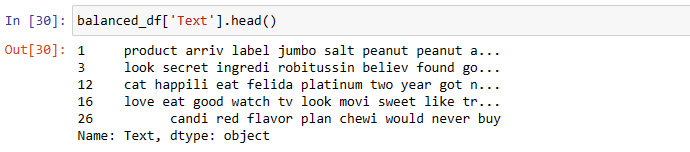 In [30]: balanced_df['Text'].head()
Out[30]: 1 product arriv label jumbo salt peanut peanut a...
3 look secret ingredi robitussin believ found go...
12 cat happili eat felida platinum two year got n...
16 love eat good watch tv look movi sweet like tr...
26 candi red flavor plan chewi would never buy
Name: Text, dtype: object